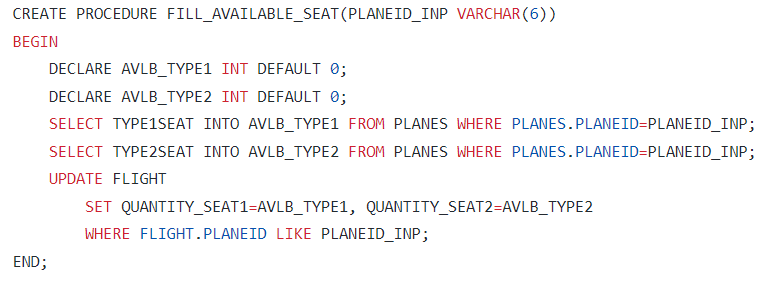 CREATE PROCEDURE FILL_AVAILABLE_SEAT(PLANEID_INP VARCHAR(6))
BEGIN
    DECLARE AVLB_TYPE1 INT DEFAULT 0;
    DECLARE AVLB_TYPE2 INT DEFAULT 0;
    SELECT TYPE1SEAT INTO AVLB_TYPE1 FROM PLANES WHERE PLANES.PLANEID=PLANEID_INP;
    SELECT TYPE2SEAT INTO AVLB_TYPE2 FROM PLANES WHERE PLANES.PLANEID=PLANEID_INP;
    UPDATE FLIGHT
        SET QUANTITY_SEAT1=AVLB_TYPE1, QUANTITY_SEAT2=AVLB_TYPE2
        WHERE FLIGHT.PLANEID LIKE PLANEID_INP;
END;